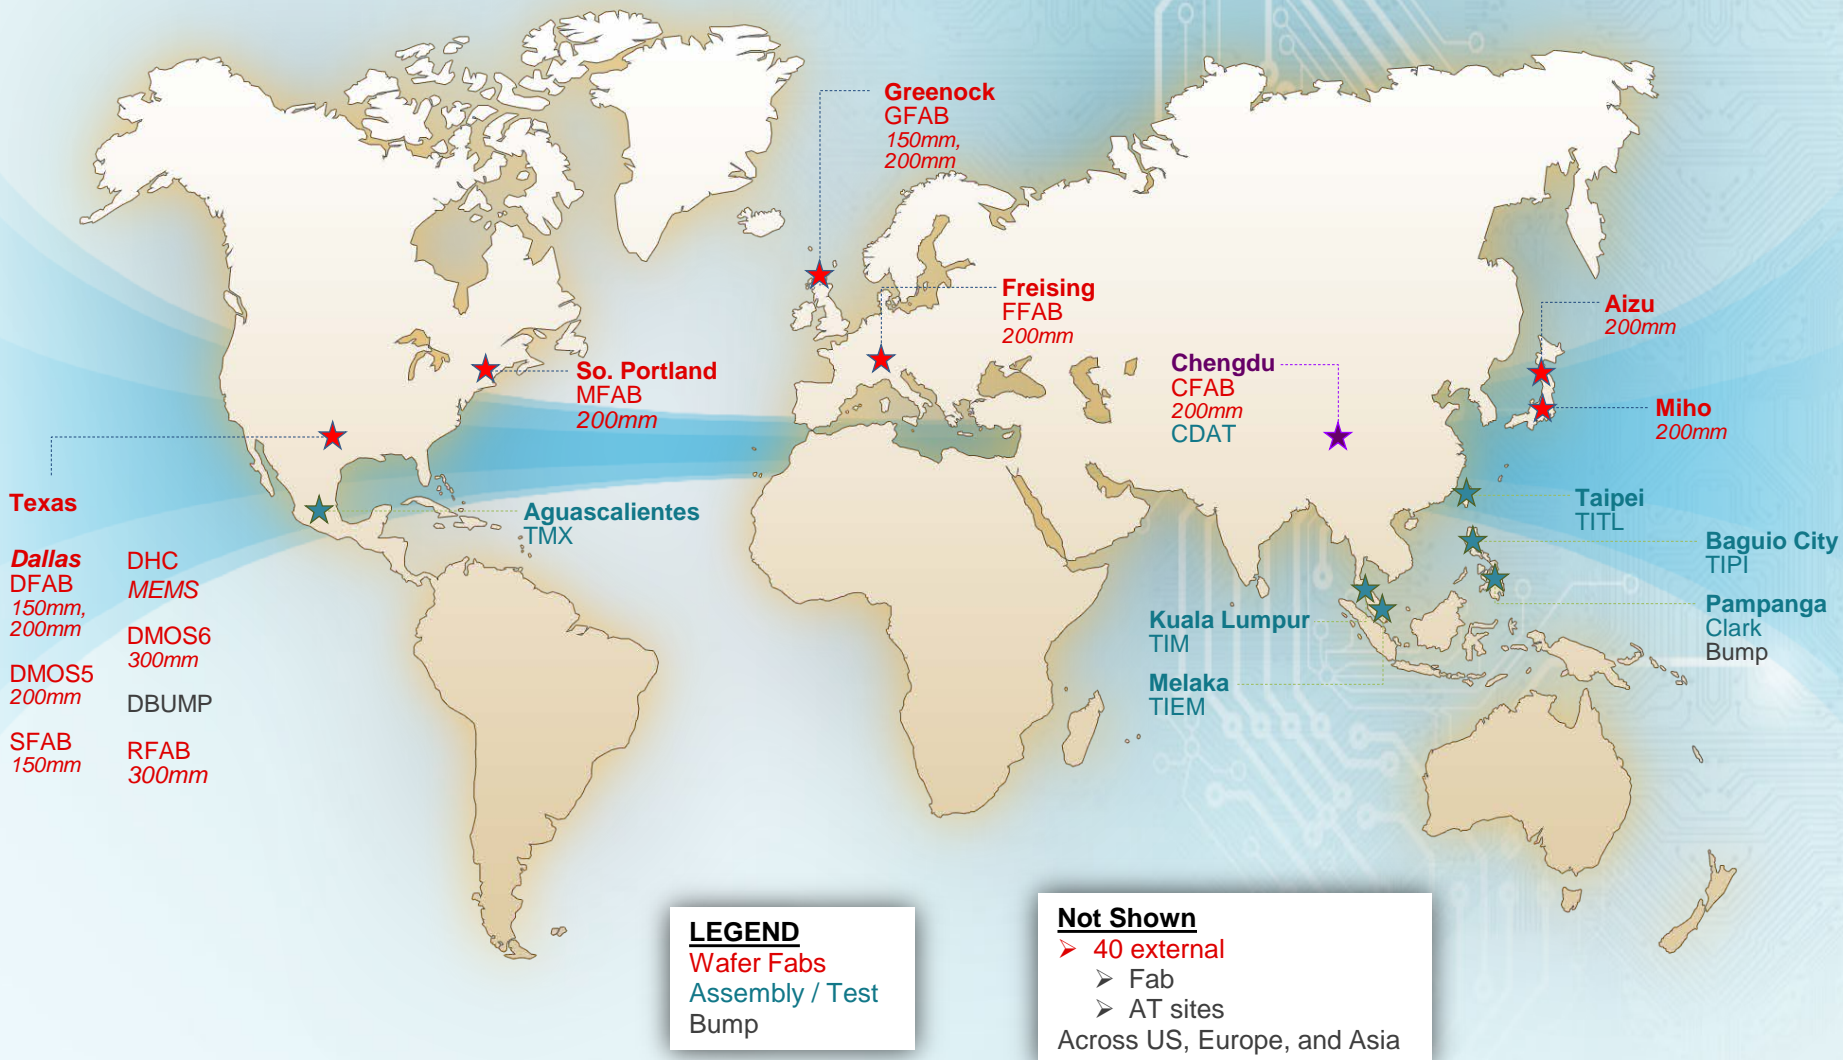 Greenock
GFAB
150mm,
200mm
Freising
FFAB
200mm
Aizu
200mm
So. Portland
MFAB
200mm
Chengdu
CFAB
200mm
CDAT
Miho
200mm
Texas
Dallas
DFAB
150mm,
200mm
DMOS5
200mm
SFAB
150mm
DHC
MEMS
DMOS6
300mm
DBUMP
RFAB
300mm
Aguascalientes
TMX
Taipei
TITL
Baguio City
TIPI
Pampanga
Clark
Bump
Kuala Lumpur
TIM
Melaka
TIEM
LEGEND
Wafer Fabs
Assembly / Test
Bump
Not Shown
➢ 40 external
➢ Fab
➢ AT sites
Across US, Europe, and Asia